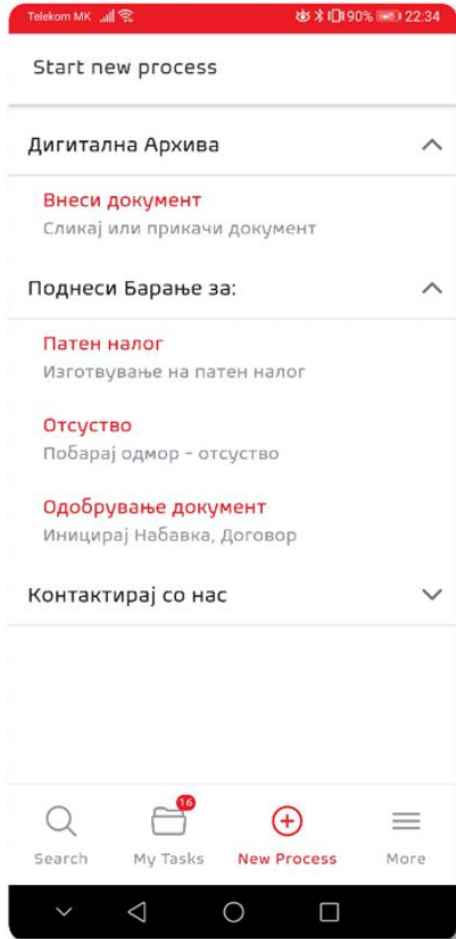 Telekom MK 90% 22:34
Start new process
Дигитална Архива
Внеси документ
Сликај или прикачи документ
Поднеси Барање за:
Патен налог
Изготвување на патен налог
Отсуство
Побарај одмор - отсуство
Одобрување документ
Иницирај Набавка, Договор
Контактирај со нас
16
Search My Tasks New Process More